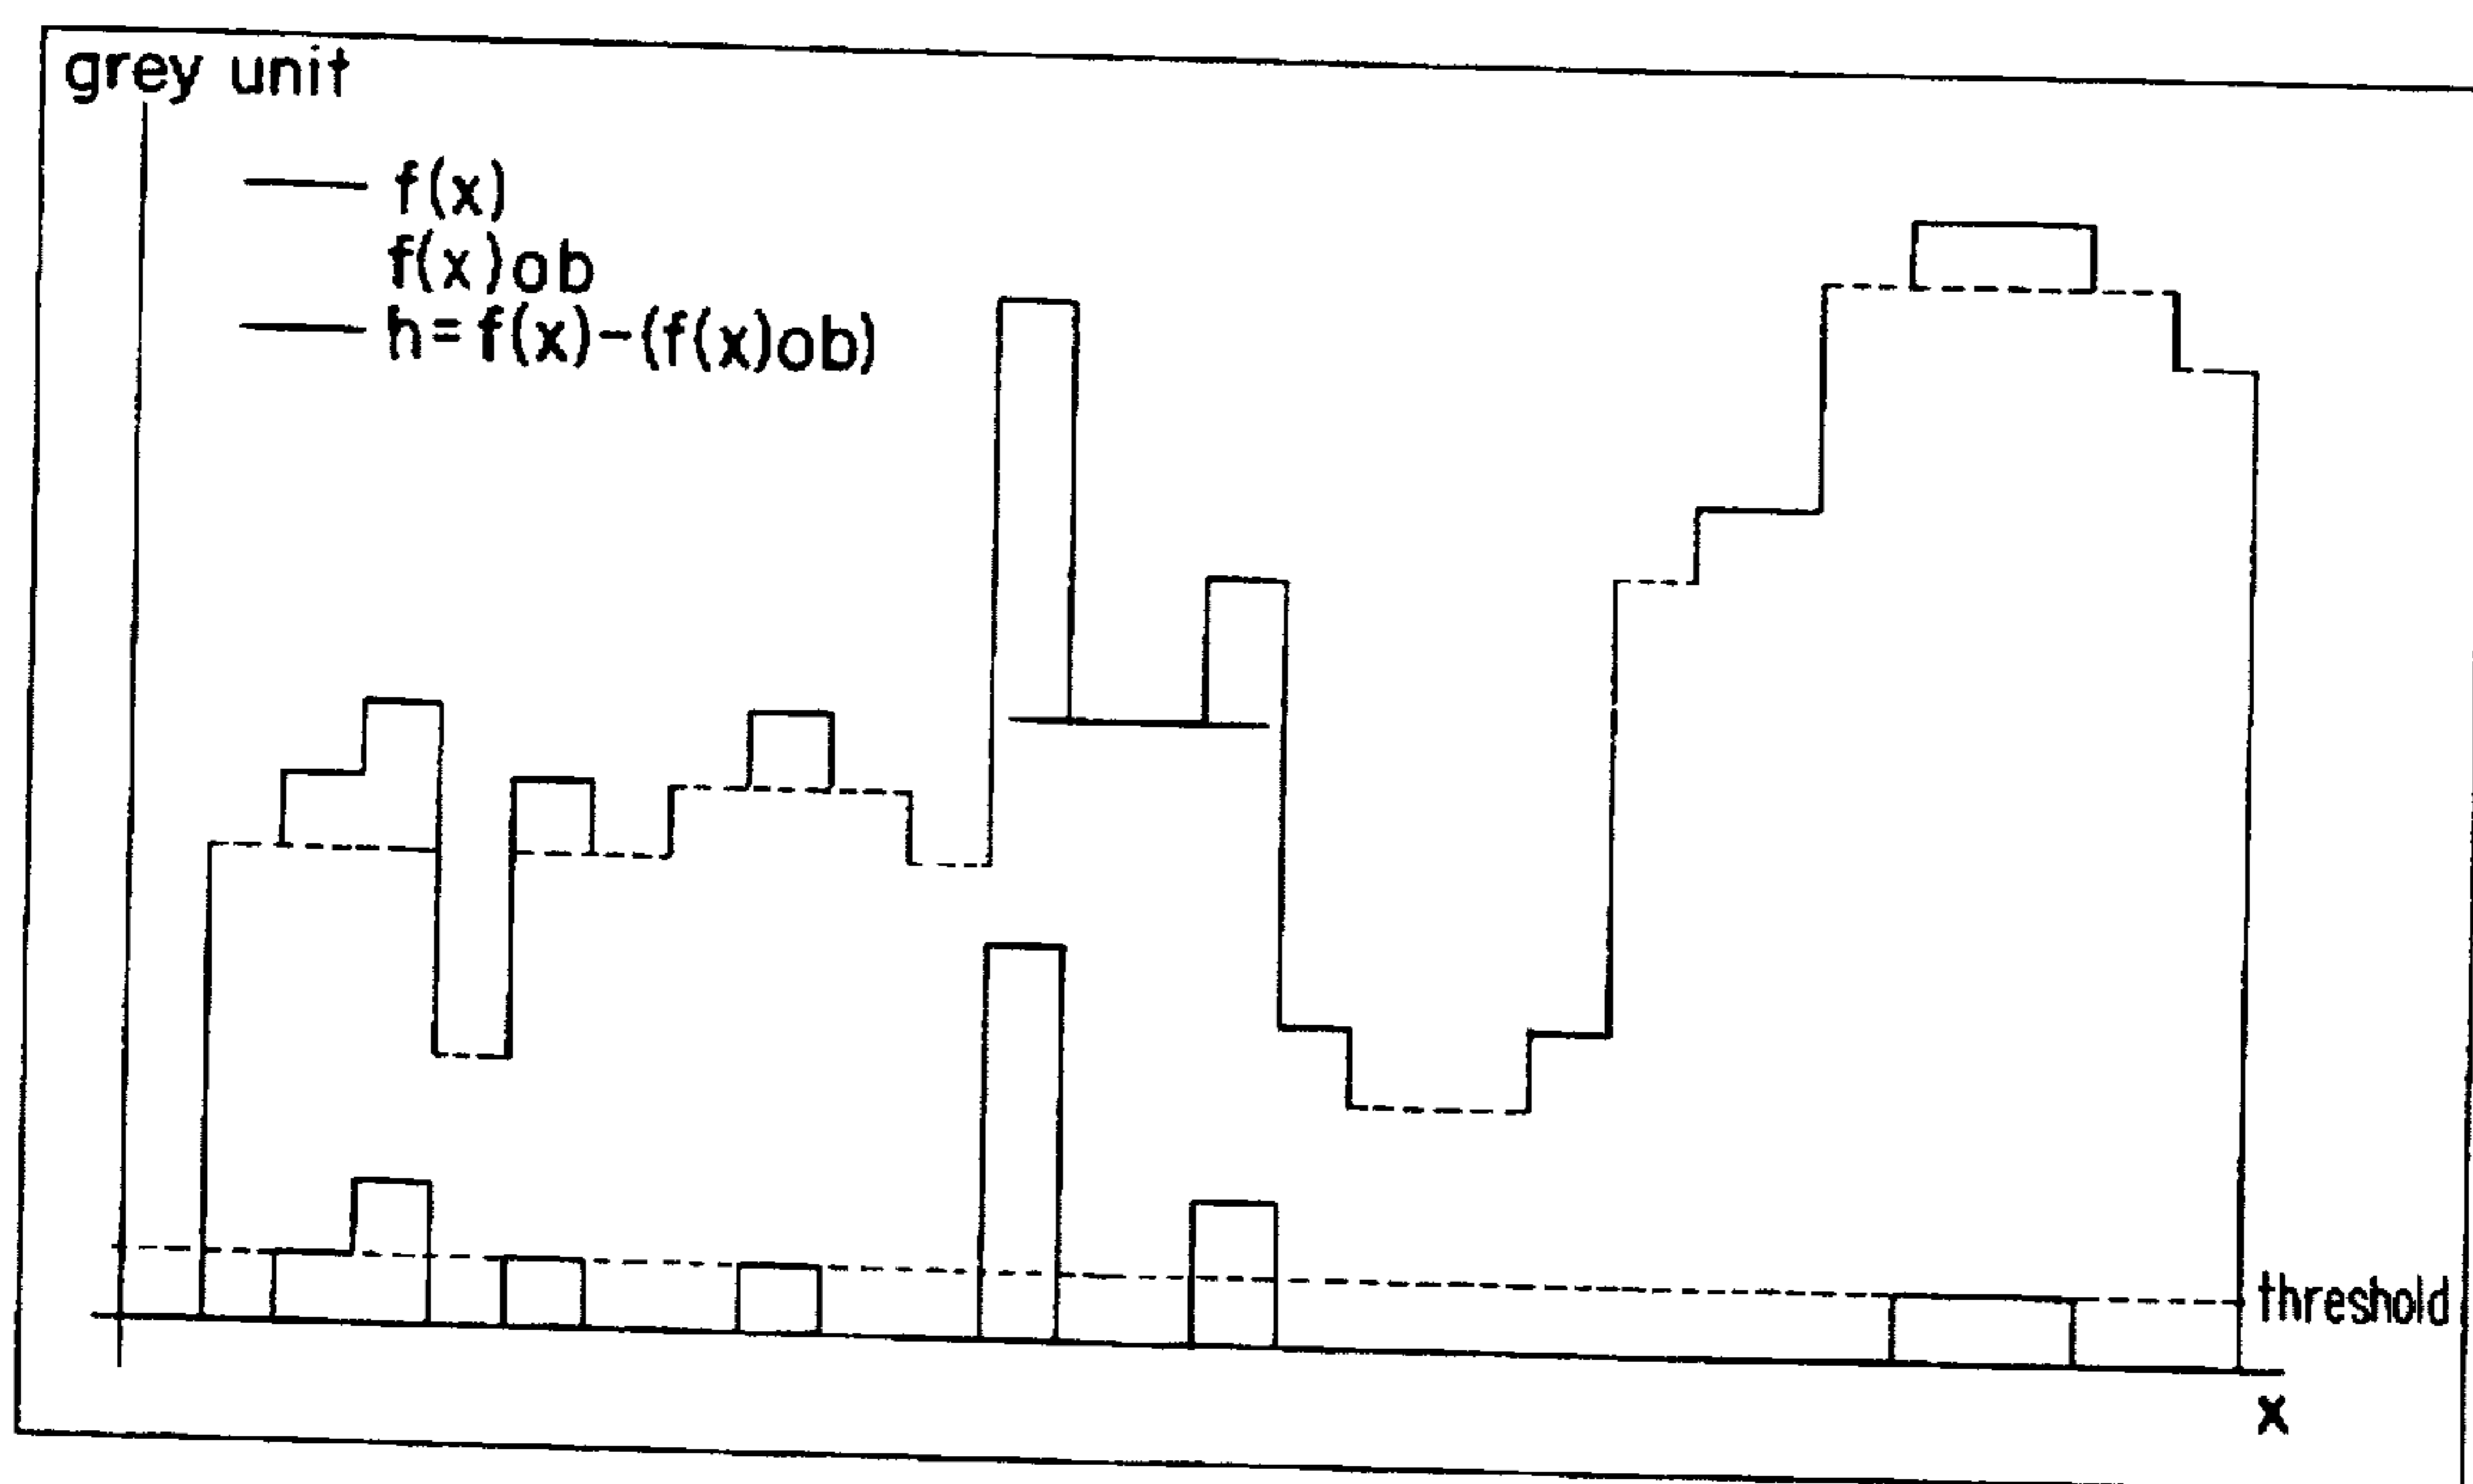 grey unit
f(x)
f(x)ob
h=f(x)-(f(x)ob)
threshold
x